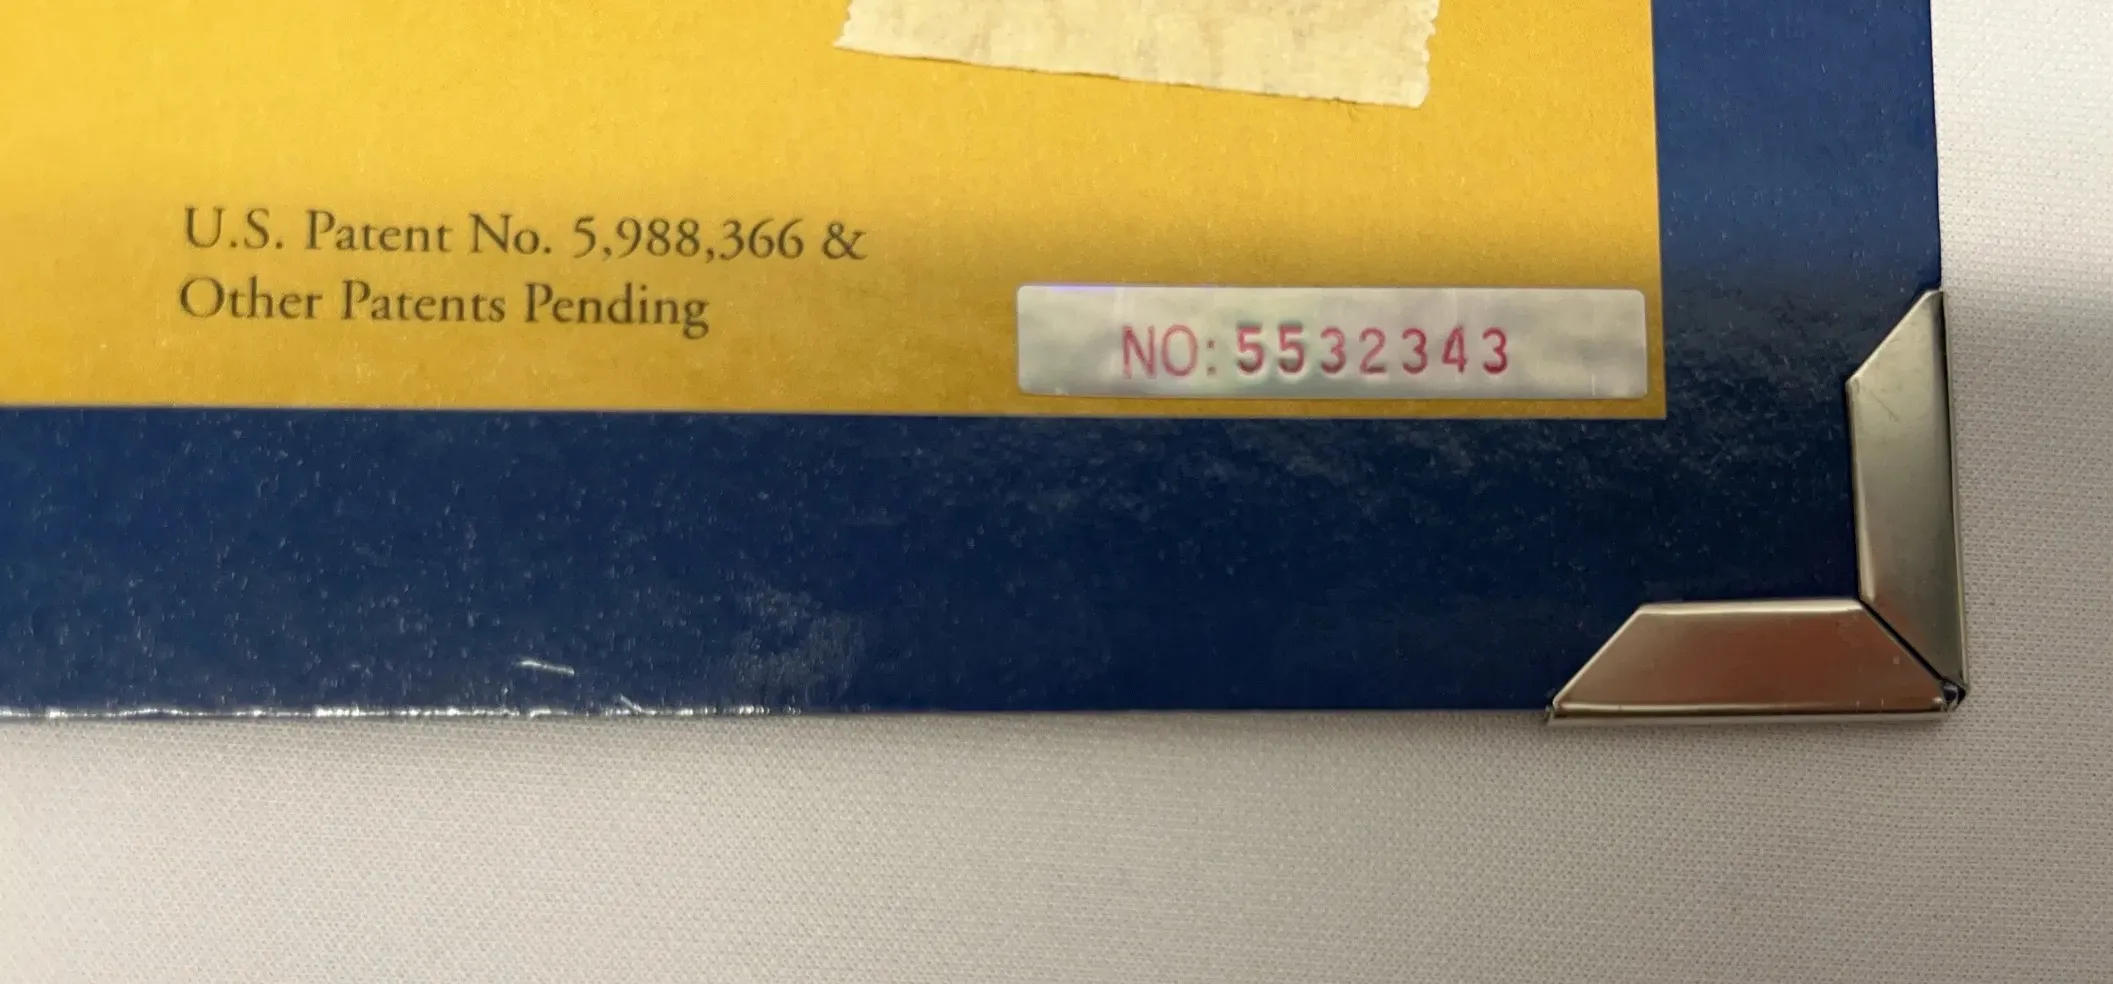 U.S. Patent No. 5,988,366 &
Other Patents Pending
NO: 5532343